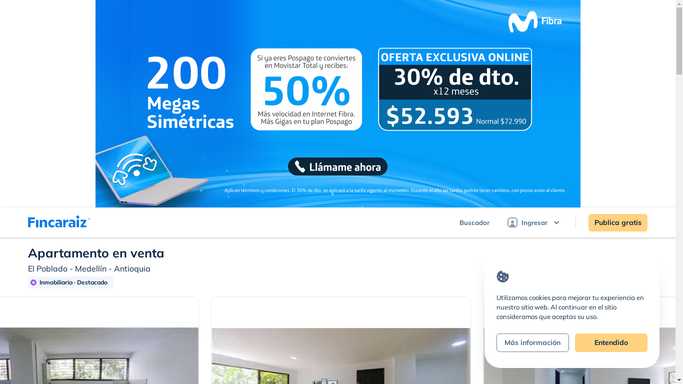 Fibra
200
Megas
Simétricas
Si ya eres Pospago te conviertes
en Movistar Total y recibes.
50%
Más velocidad en Internet Fibra.
Más Gigas en tu plan Pospago
OFERTA EXCLUSIVA ONLINE
30% de dto.
x12 meses
$52.593 Normal $72.990
Llámame ahora
Fincaraiz
Buscador
Ingresar
Publica gratis
Apartamento en venta
El Poblado - Medellín - Antioquia
Inmobiliaria - Destacado
Utilizamos cookies para mejorar tu experiencia en
nuestro sitio web. Al continuar en el sitio
consideramos que aceptas su uso.
Más información
Entendido